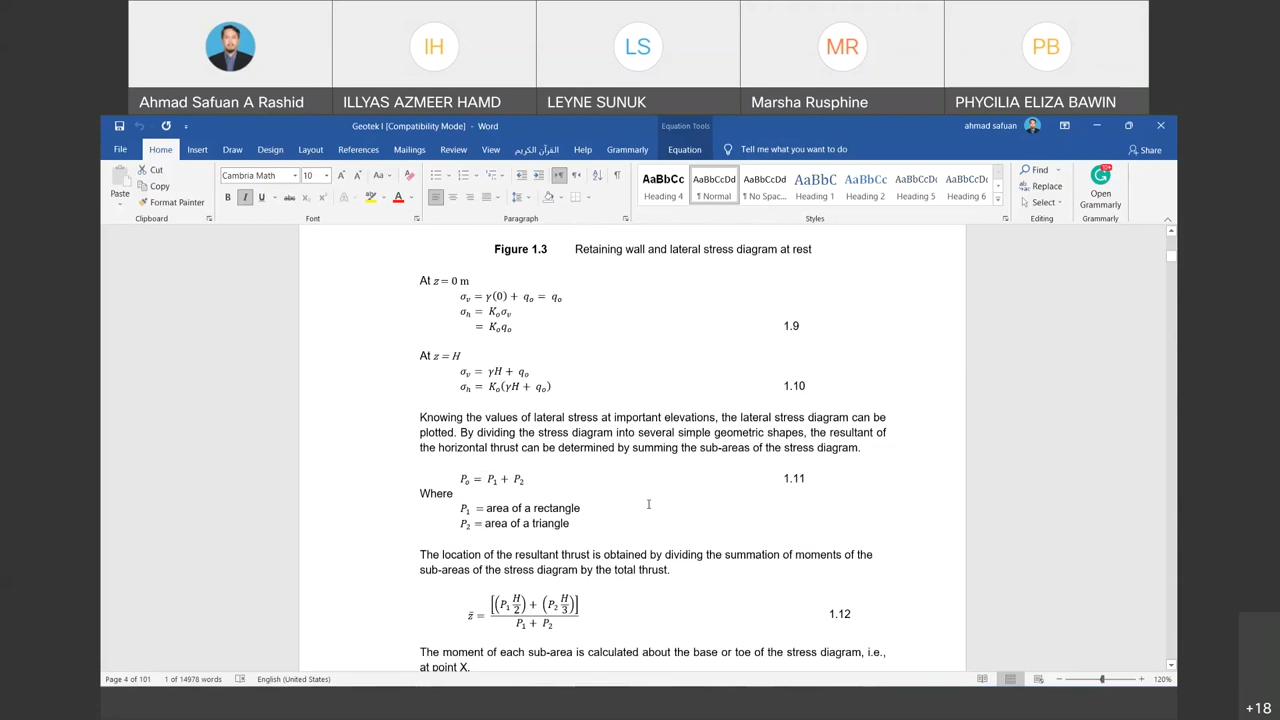 IH
LS
MR
PB
Ahmad Safuan A Rashid
ILLYAS AZMEER HAMD
LEYNE SUNUK
Marsha Rusphine
PHYCILIA ELIZA BAWIN
Geotek I [Compatibility Mode] - Word
Equation Tools
ahmad safuan
File Home Insert Draw Design Layout References Mailings Review View القرآن الكريم Help Grammarly Equation Tell me what you want to do Share
Paste
Cut
Copy
Format Painter
Clipboard
Cambria Math 10
Font
Paragraph
AaBbCc AaBbCcDd AaBbCcDd AaBbC AaBbCc AaBbCcD AaBbCcD
Heading 4 ¶ Normal ¶ No Spac... Heading 1 Heading 2 Heading 5 Heading 6
Styles
Find
Replace
Select
Editing
Open Grammarly
Grammarly
Figure 1.3 Retaining wall and lateral stress diagram at rest
At z = 0 m
σᵥ = γ(0) + qₒ = qₒ
σₕ = Kₒσᵥ
= Kₒqₒ 1.9
At z = H
σᵥ = γH + qₒ
σₕ = Kₒ(γH + qₒ) 1.10
Knowing the values of lateral stress at important elevations, the lateral stress diagram can be
plotted. By dividing the stress diagram into several simple geometric shapes, the resultant of
the horizontal thrust can be determined by summing the sub-areas of the stress diagram.
Pₒ = P₁ + P₂ 1.11
Where
P₁ = area of a rectangle
P₂ = area of a triangle
The location of the resultant thrust is obtained by dividing the summation of moments of the
sub-areas of the stress diagram by the total thrust.
z̄ = [(P₁ H/2) + (P₂ H/3)] / P₁ + P₂ 1.12
The moment of each sub-area is calculated about the base or toe of the stress diagram, i.e.,
at point X.
Page 4 of 101 1 of 14978 words English (United States) 120%
+18